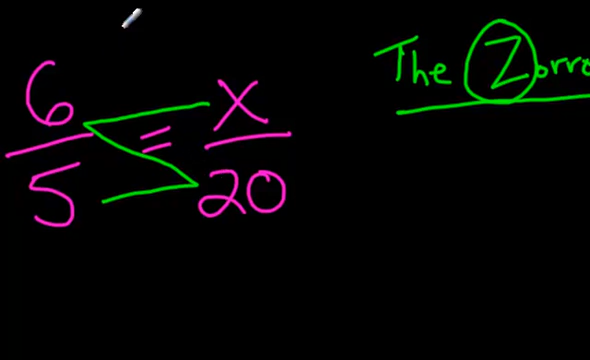 The Zorro
6/5 = x/20